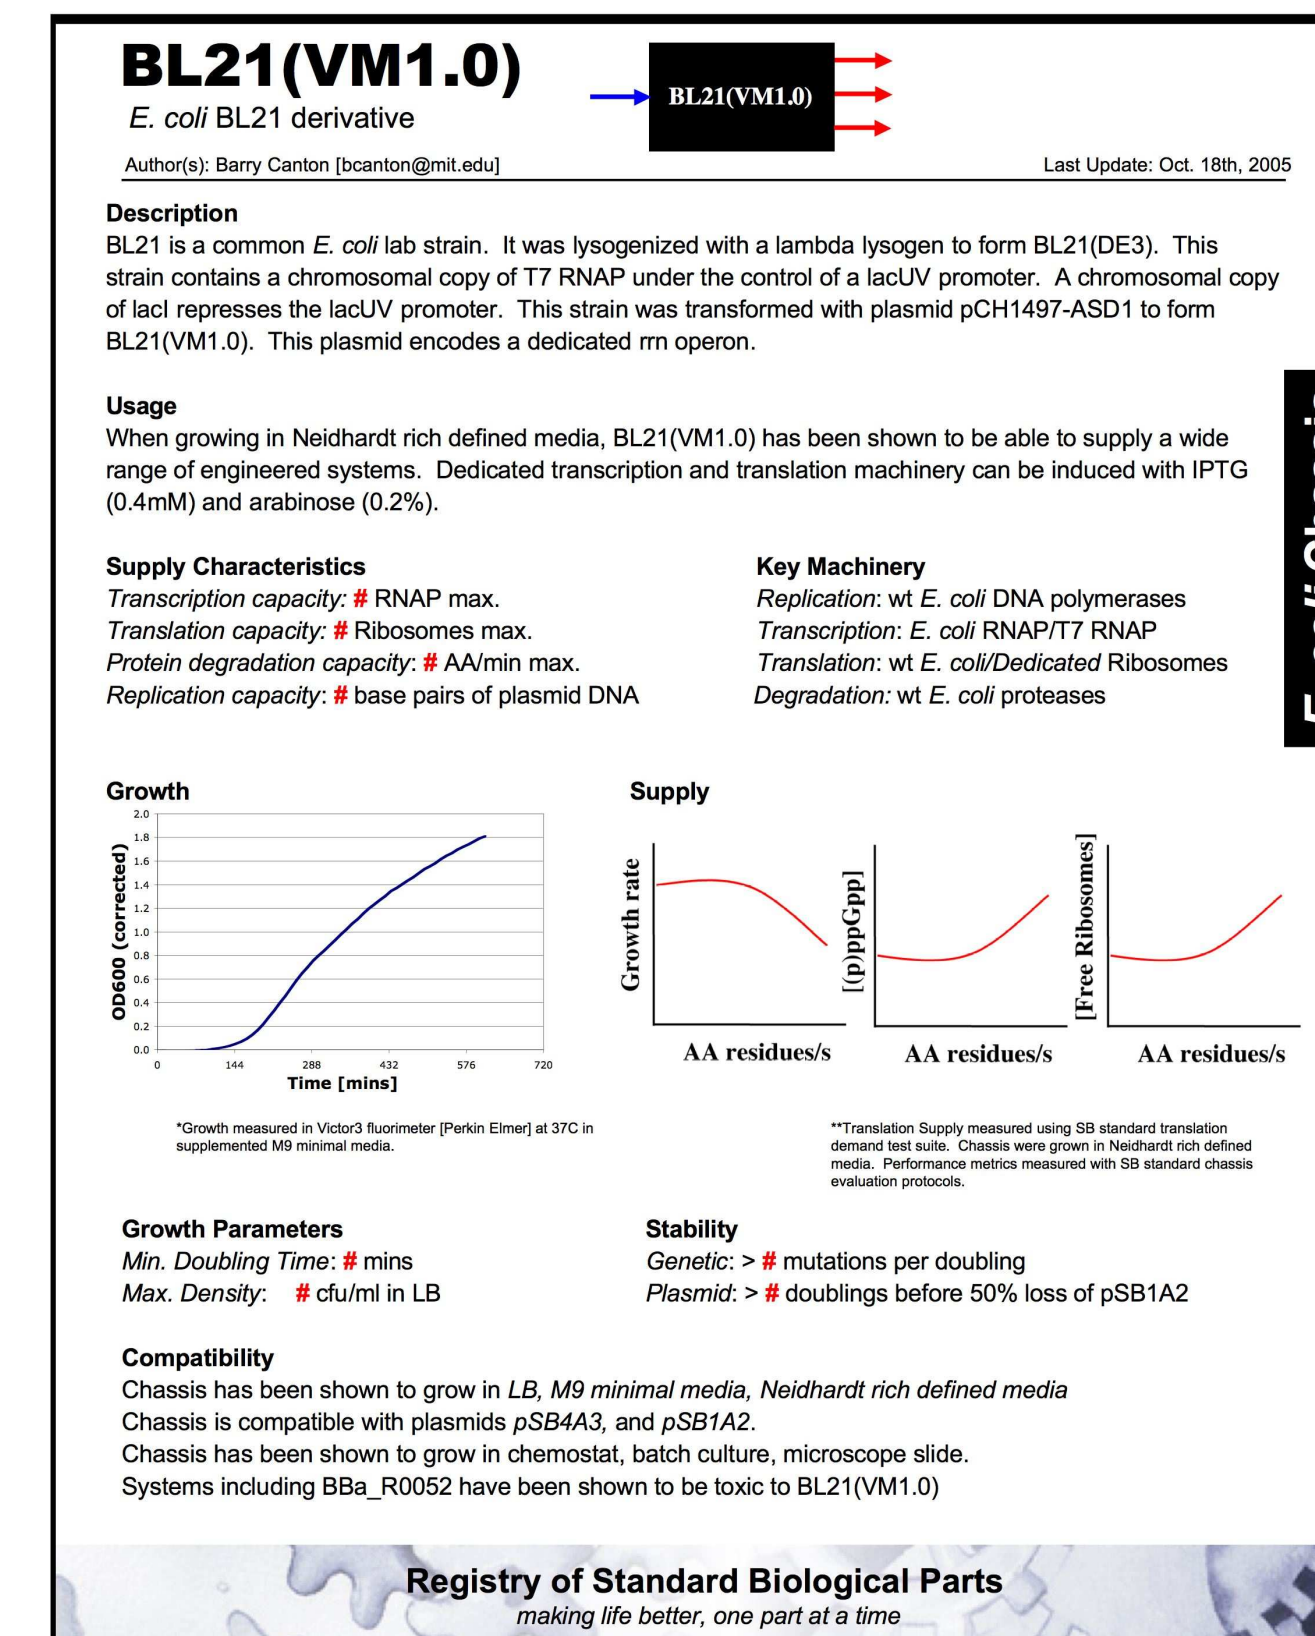 BL21(VM1.0)
E. coli BL21 derivative
BL21(VM1.0)
Author(s): Barry Canton [bcanton@mit.edu]
Last Update: Oct. 18th, 2005
Description
BL21 is a common E. coli lab strain.  It was lysogenized with a lambda lysogen to form BL21(DE3).  This
strain contains a chromosomal copy of T7 RNAP under the control of a lacUV promoter.  A chromosomal copy
of lacI represses the lacUV promoter.  This strain was transformed with plasmid pCH1497-ASD1 to form
BL21(VM1.0).  This plasmid encodes a dedicated rrn operon.
Usage
When growing in Neidhardt rich defined media, BL21(VM1.0) has been shown to be able to supply a wide
range of engineered systems.  Dedicated transcription and translation machinery can be induced with IPTG
(0.4mM) and arabinose (0.2%).
Supply Characteristics
Transcription capacity: # RNAP max.
Translation capacity: # Ribosomes max.
Protein degradation capacity: # AA/min max.
Replication capacity: # base pairs of plasmid DNA
Key Machinery
Replication: wt E. coli DNA polymerases
Transcription: E. coli RNAP/T7 RNAP
Translation: wt E. coli/Dedicated Ribosomes
Degradation: wt E. coli proteases
Growth
2.0
1.8
1.6
1.4
1.2
1.0
0.8
0.6
0.4
0.2
0.0
OD600 (corrected)
0 144 288 432 576 720
Time [mins]
*Growth measured in Victor3 fluorimeter [Perkin Elmer] at 37C in
supplemented M9 minimal media.
Supply
Growth rate
AA residues/s
[(p)ppGpp]
AA residues/s
[Free Ribosomes]
AA residues/s
**Translation Supply measured using SB standard translation
demand test suite.  Chassis were grown in Neidhardt rich defined
media.  Performance metrics measured with SB standard chassis
evaluation protocols.
Growth Parameters
Min. Doubling Time: # mins
Max. Density: # cfu/ml in LB
Stability
Genetic: > # mutations per doubling
Plasmid: > # doublings before 50% loss of pSB1A2
Compatibility
Chassis has been shown to grow in LB, M9 minimal media, Neidhardt rich defined media
Chassis is compatible with plasmids pSB4A3, and pSB1A2.
Chassis has been shown to grow in chemostat, batch culture, microscope slide.
Systems including BBa_R0052 have been shown to be toxic to BL21(VM1.0)
Registry of Standard Biological Parts
making life better, one part at a time